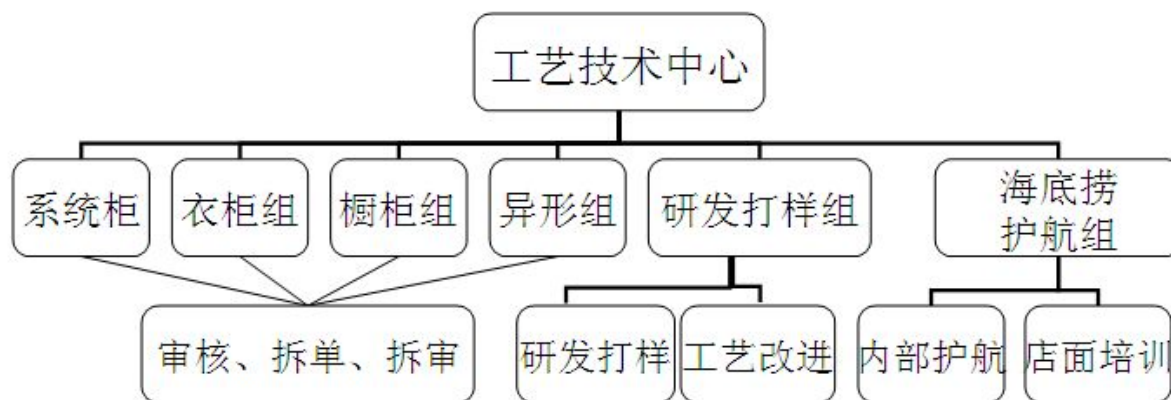 工艺技术中心
系统柜
衣柜组
橱柜组
异形组
研发打样组
海底捞
护航组
审核、拆单、拆审
研发打样
工艺改进
内部护航
店面培训